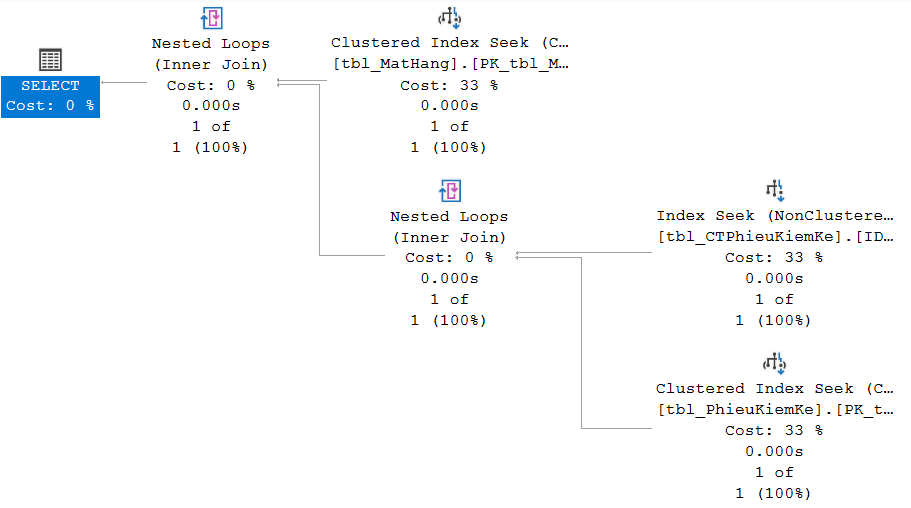 SELECT
Cost: 0 %
Nested Loops
(Inner Join)
Cost: 0 %
0.000s
1 of
1 (100%)
Clustered Index Seek (C…
[tbl_MatHang].[PK_tbl_M…
Cost: 33 %
0.000s
1 of
1 (100%)
Nested Loops
(Inner Join)
Cost: 0 %
0.000s
1 of
1 (100%)
Index Seek (NonClustere…
[tbl_CTPhieuKiemKe].[ID…
Cost: 33 %
0.000s
1 of
1 (100%)
Clustered Index Seek (C…
[tbl_PhieuKiemKe].[PK_t…
Cost: 33 %
0.000s
1 of
1 (100%)